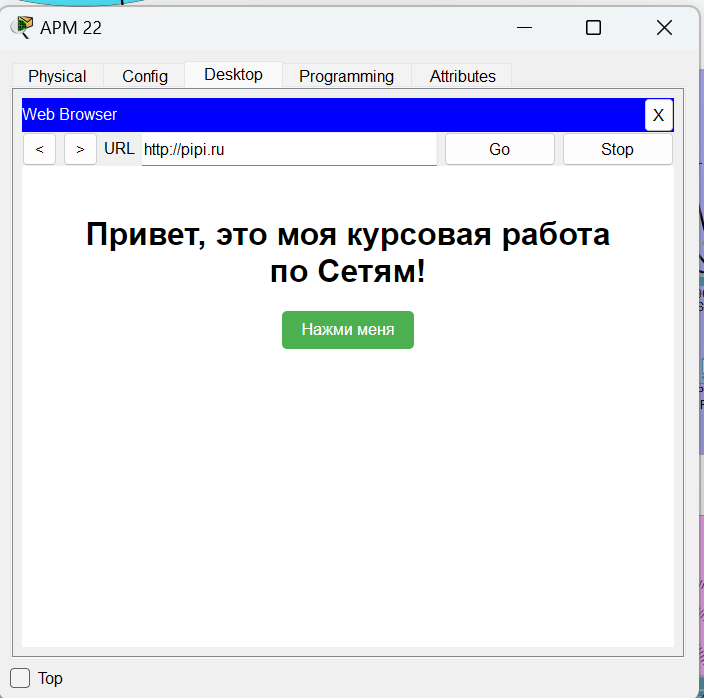 APM 22
Physical Config Desktop Programming Attributes
Web Browser X
< > URL http://pipi.ru Go Stop
Привет, это моя курсовая работа
по Сетям!
Нажми меня
Top